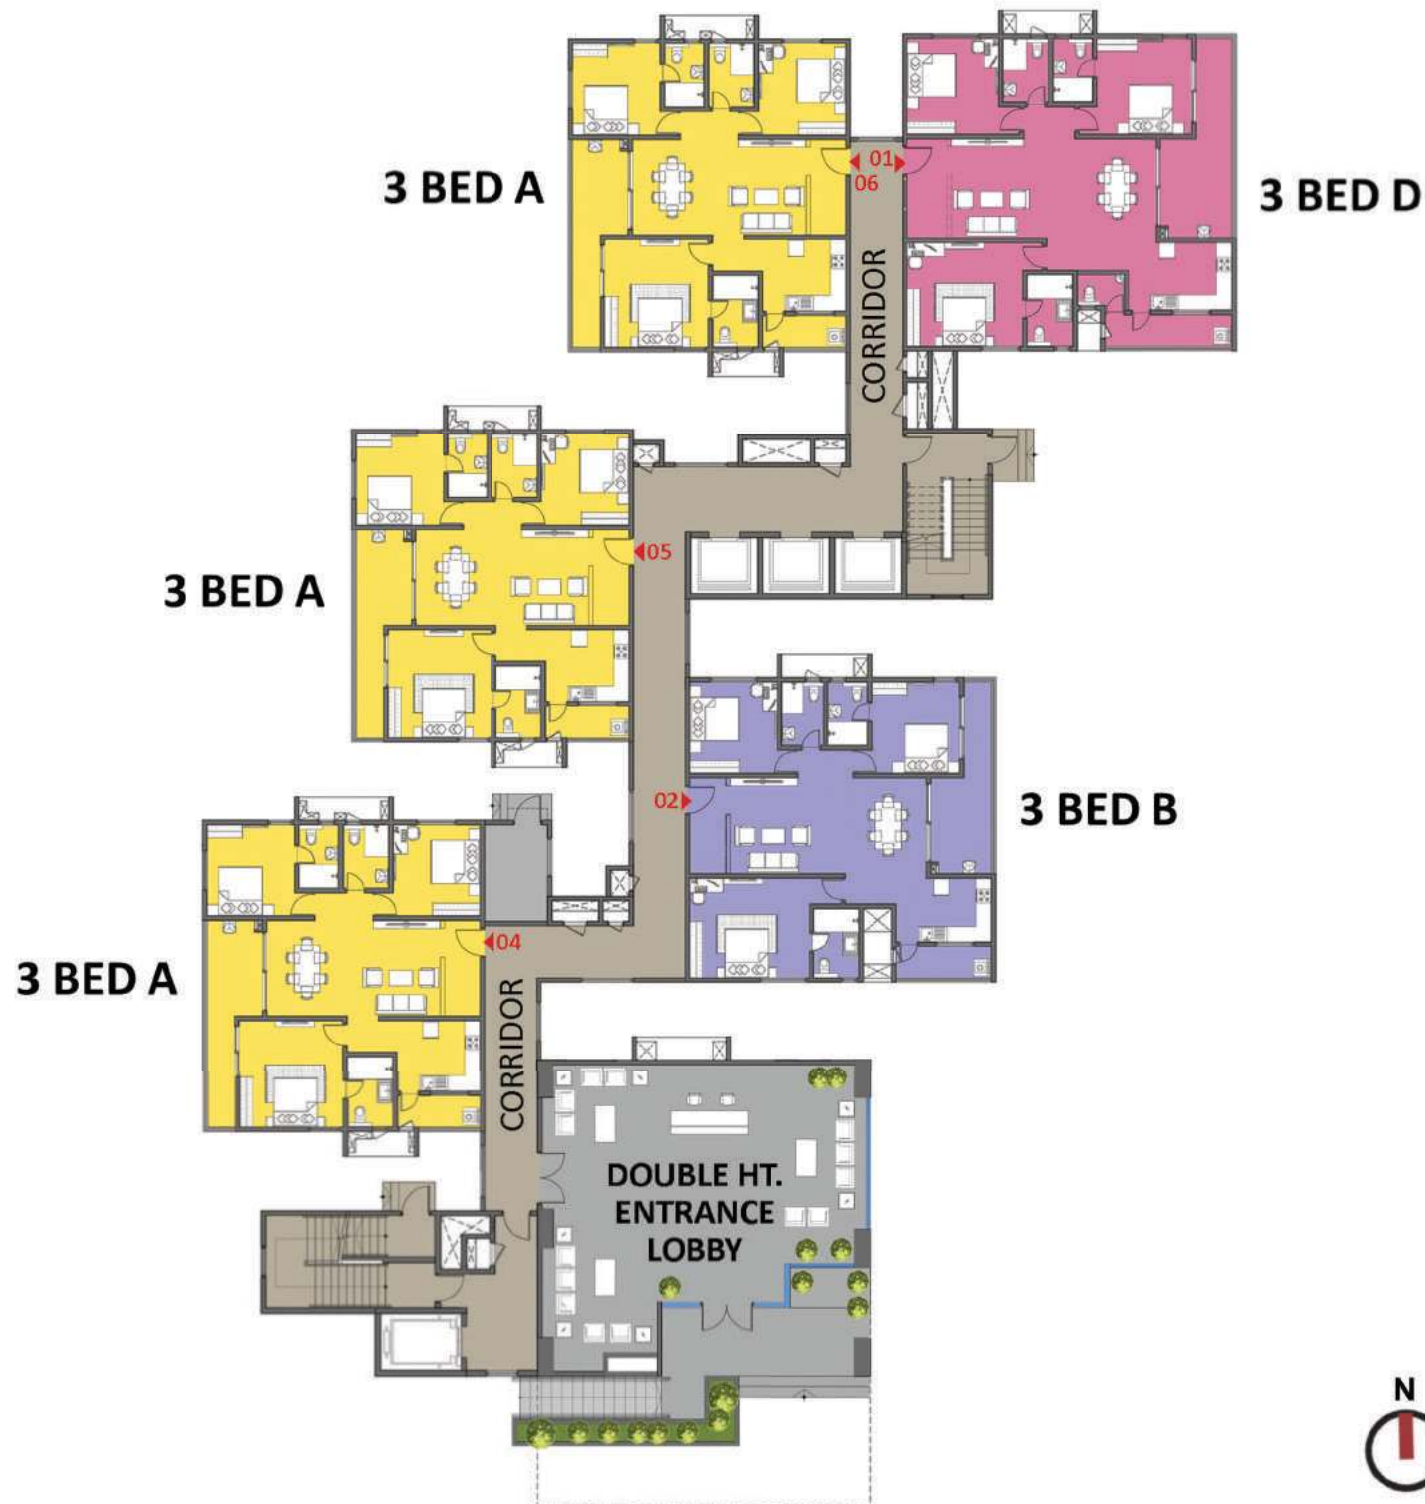 3 BED A
01
06
3 BED D
CORRIDOR
05
3 BED A
02
3 BED B
04
3 BED A
CORRIDOR
DOUBLE HT.
ENTRANCE
LOBBY
N